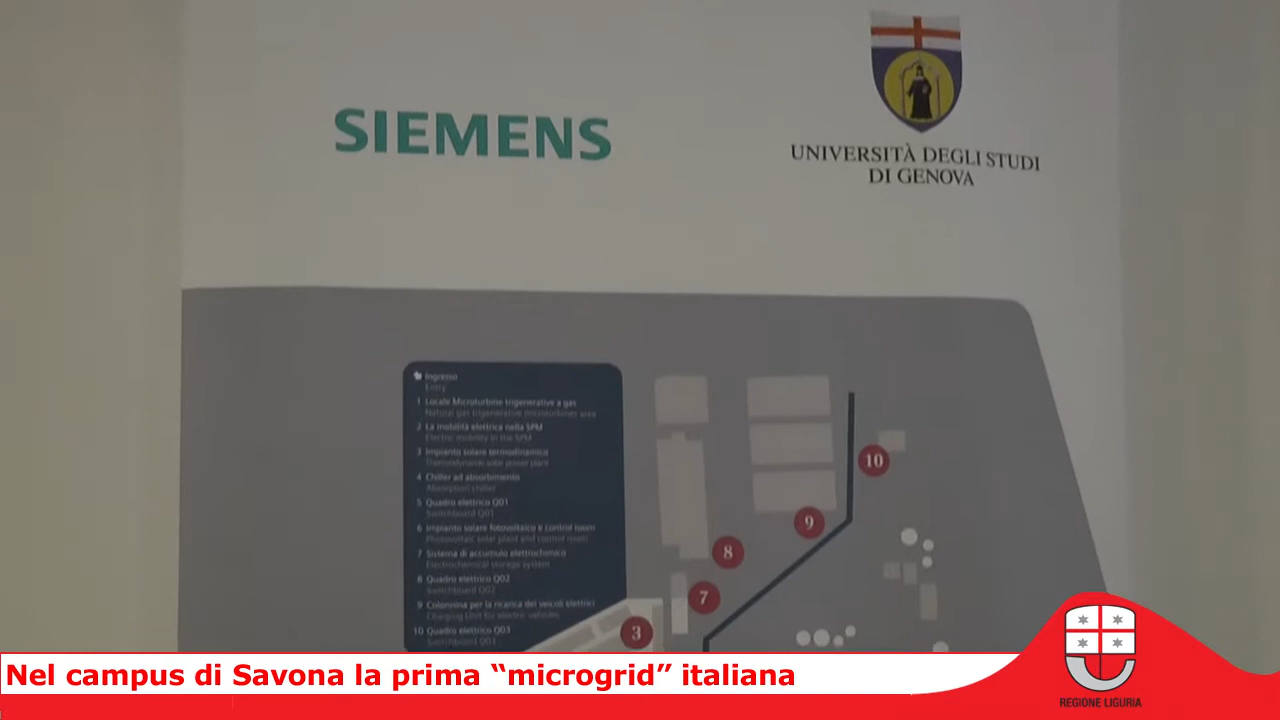 SIEMENS
UNIVERSITÀ DEGLI STUDI
DI GENOVA
Ingresso
Entry
1 Locale Microturbine trigenerative a gas
Natural gas trigenerative microturbines area
2 La mobilità elettrica nella SPM
Electric mobility in the SPM
3 Impianto solare termodinamico
Thermodynamic solar power plant
4 Chiller ad absorbimento
Absorption chiller
5 Quadro elettrico Q01
Switchboard Q01
6 Impianto solare fotovoltaico e control room
Photovoltaic solar plant and control room
7 Sistema di accumulo elettrochimico
Electrochemical storage system
8 Quadro elettrico Q02
Switchboard Q02
9 Colonnina per la ricarica dei veicoli elettrici
Charging Unit for electric vehicles
10 Quadro elettrico Q03
Switchboard Q03
10
9
8
7
3
Nel campus di Savona la prima “microgrid” italiana
REGIONE LIGURIA